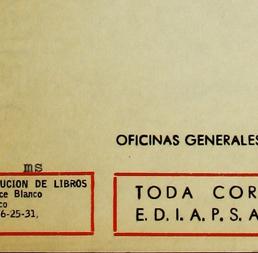 OFICINAS GENERALES
ms
UCION DE LIBROS
ce Blanco
co
6-25-31,
TODA COR
E. D. I. A. P. S. A